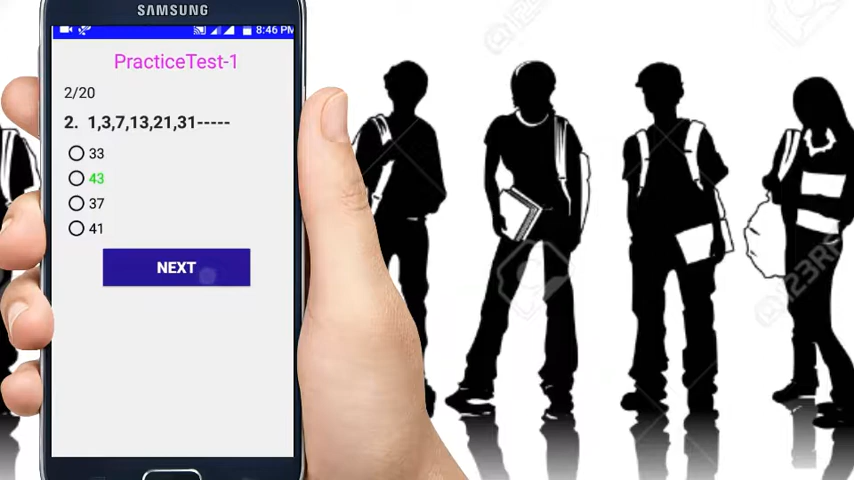 SAMSUNG
8:46 PM
PracticeTest-1
2/20
2. 1,3,7,13,21,31-----
33
43
37
41
NEXT